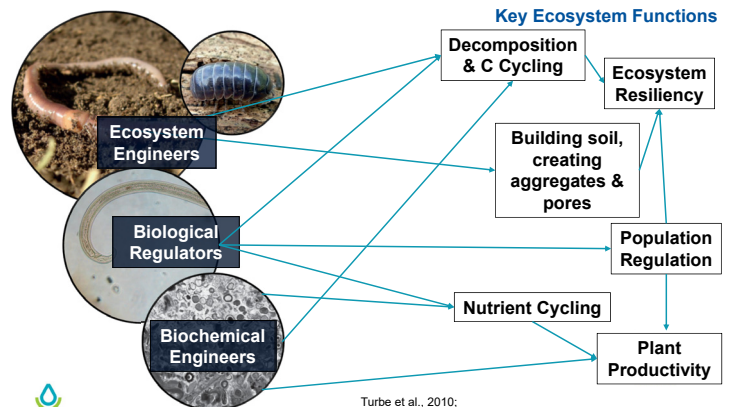 Key Ecosystem Functions
Decomposition
& C Cycling
Ecosystem
Resiliency
Ecosystem
Engineers
Building soil,
creating
aggregates &
pores
Biological
Regulators
Population
Regulation
Nutrient Cycling
Biochemical
Engineers
Plant
Productivity
Turbe et al., 2010;